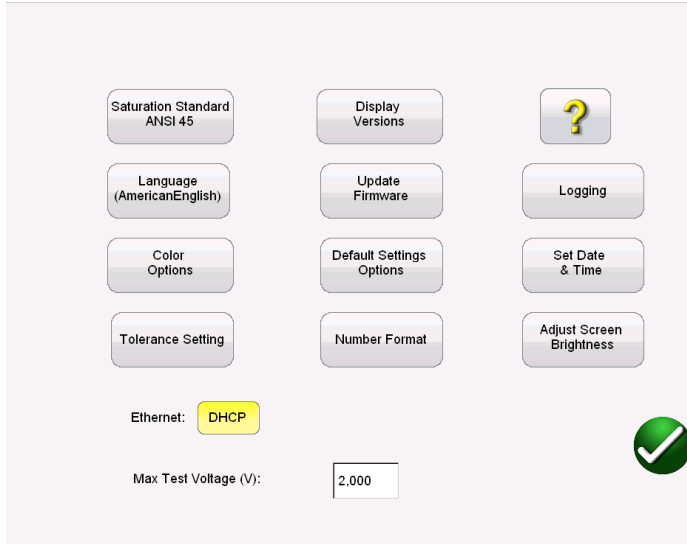 Saturation Standard
ANSI 45
Display
Versions
?
Language
(AmericanEnglish)
Update
Firmware
Logging
Color
Options
Default Settings
Options
Set Date
& Time
Tolerance Setting
Number Format
Adjust Screen
Brightness
Ethernet: DHCP
Max Test Voltage (V): 2,000